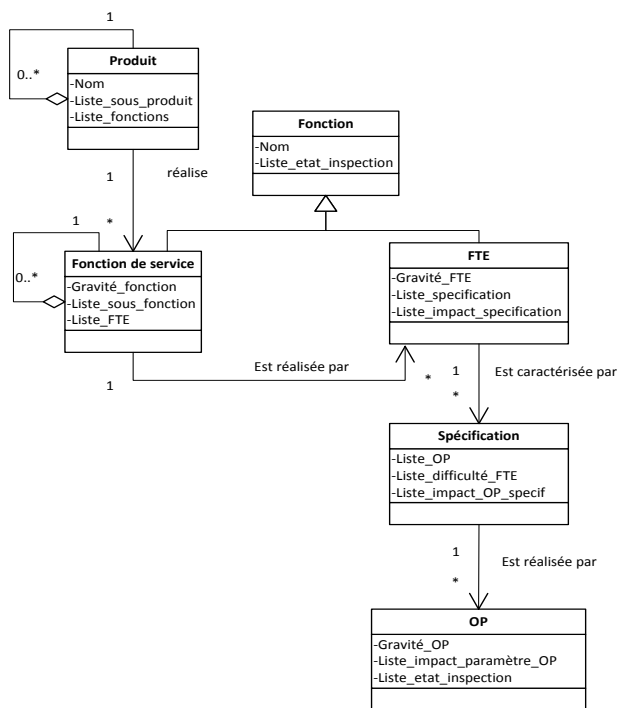 1
Produit
0..*
-Nom
-Liste_sous_produit
-Liste_fonctions
Fonction
-Nom
-Liste_etat_inspection
1
réalise
*
1
0..*
Fonction de service
-Gravité_fonction
-Liste_sous_fonction
-Liste_FTE
FTE
-Gravité_FTE
-Liste_specification
-Liste_impact_specification
Est réalisée par
1
*
1
Est caractérisée par
*
Spécification
-Liste_OP
-Liste_difficulté_FTE
-Liste_impact_OP_specif
1
Est réalisée par
*
OP
-Gravité_OP
-Liste_impact_paramètre_OP
-Liste_etat_inspection